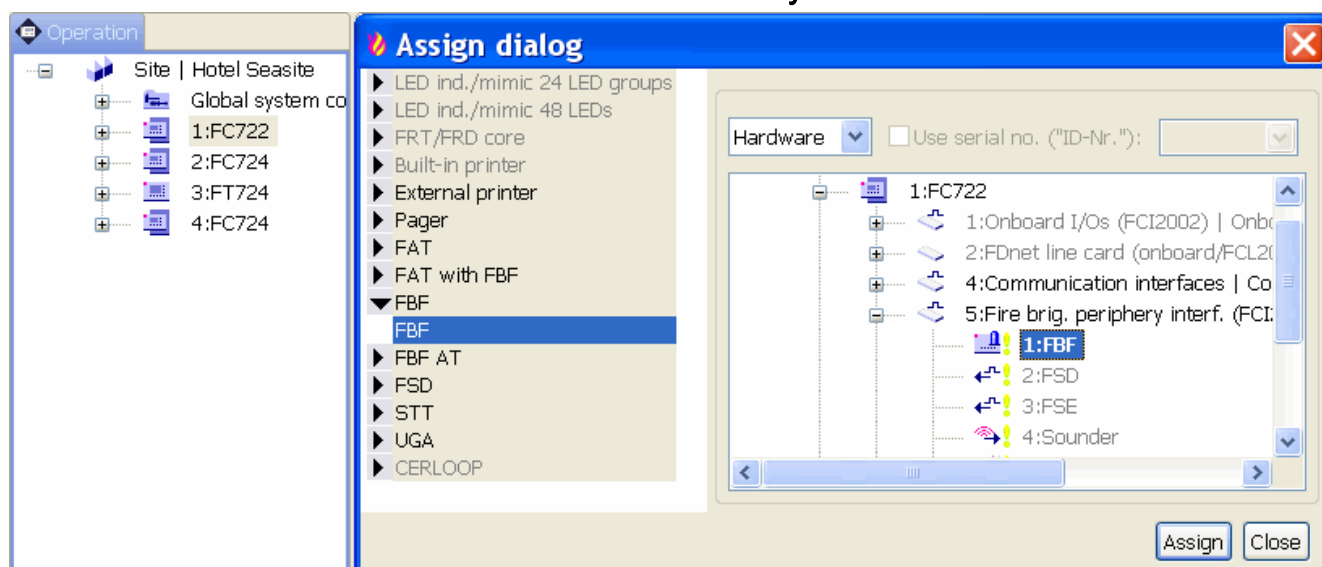 Operation
Site | Hotel Seasite
Global system co
1:FC722
2:FC724
3:FT724
4:FC724
Assign dialog
LED ind./mimic 24 LED groups
LED ind./mimic 48 LEDs
FRT/FRD core
Built-in printer
External printer
Pager
FAT
FAT with FBF
FBF
FBF
FBF AT
FSD
STT
UGA
CERLOOP
Hardware
Use serial no. ("ID-Nr."):
1:FC722
1:Onboard I/Os (FCI2002) | Onbo
2:FDnet line card (onboard/FCL20
4:Communication interfaces | Co
5:Fire brig. periphery interf. (FCI
1:FBF
2:FSD
3:FSE
4:Sounder
Assign
Close